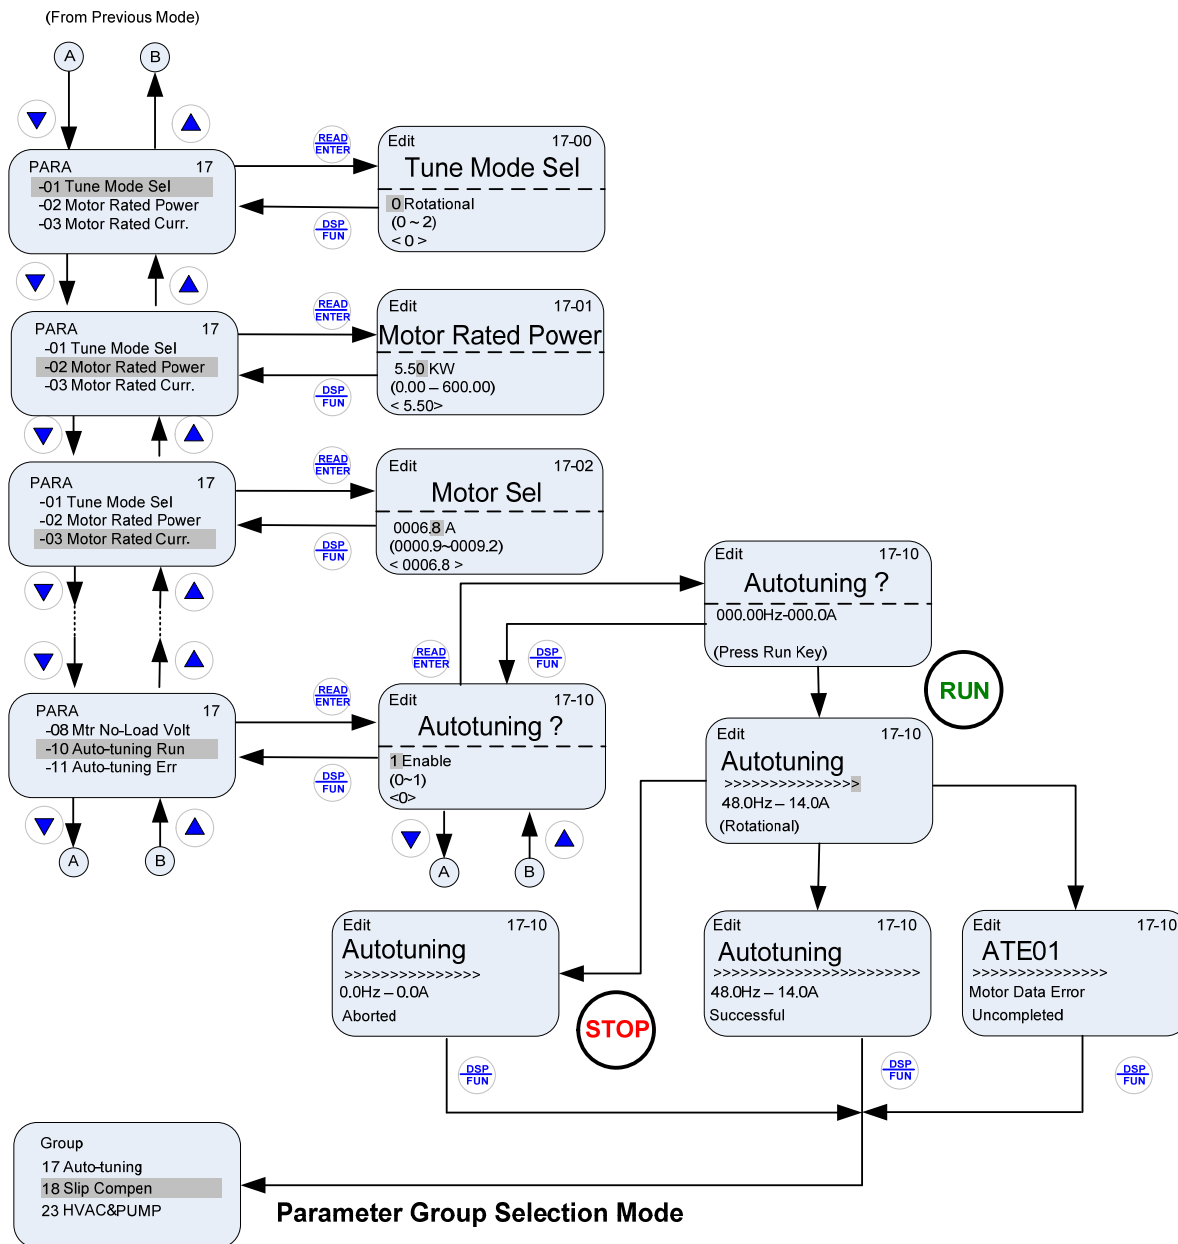 (From Previous Mode)
A
B
PARA 17
-01 Tune Mode Sel
-02 Motor Rated Power
-03 Motor Rated Curr.
READ
ENTER
DSP
FUN
Edit 17-00
Tune Mode Sel
0 Rotational
(0 ~ 2)
< 0 >
PARA 17
-01 Tune Mode Sel
-02 Motor Rated Power
-03 Motor Rated Curr.
READ
ENTER
DSP
FUN
Edit 17-01
Motor Rated Power
5.50 KW
(0.00 – 600.00)
< 5.50>
PARA 17
-01 Tune Mode Sel
-02 Motor Rated Power
-03 Motor Rated Curr.
READ
ENTER
DSP
FUN
Edit 17-02
Motor Sel
0006.8 A
(0000.9~0009.2)
< 0006.8 >
Edit 17-10
Autotuning ?
000.00Hz-000.0A
(Press Run Key)
READ
ENTER
DSP
FUN
RUN
PARA 17
-08 Mtr No-Load Volt
-10 Auto-tuning Run
-11 Auto-tuning Err
READ
ENTER
DSP
FUN
Edit 17-10
Autotuning ?
1 Enable
(0~1)
<0>
A
B
A
B
Edit 17-10
Autotuning
>>>>>>>>>>>>>>>
48.0Hz – 14.0A
(Rotational)
Edit 17-10
Autotuning
>>>>>>>>>>>>>>>
0.0Hz – 0.0A
Aborted
STOP
Edit 17-10
Autotuning
>>>>>>>>>>>>>>>>>>>>>>>
48.0Hz – 14.0A
Successful
Edit 17-10
ATE01
>>>>>>>>>>>>>>>
Motor Data Error
Uncompleted
DSP
FUN
DSP
FUN
DSP
FUN
Group
17 Auto-tuning
18 Slip Compen
23 HVAC&PUMP
Parameter Group Selection Mode